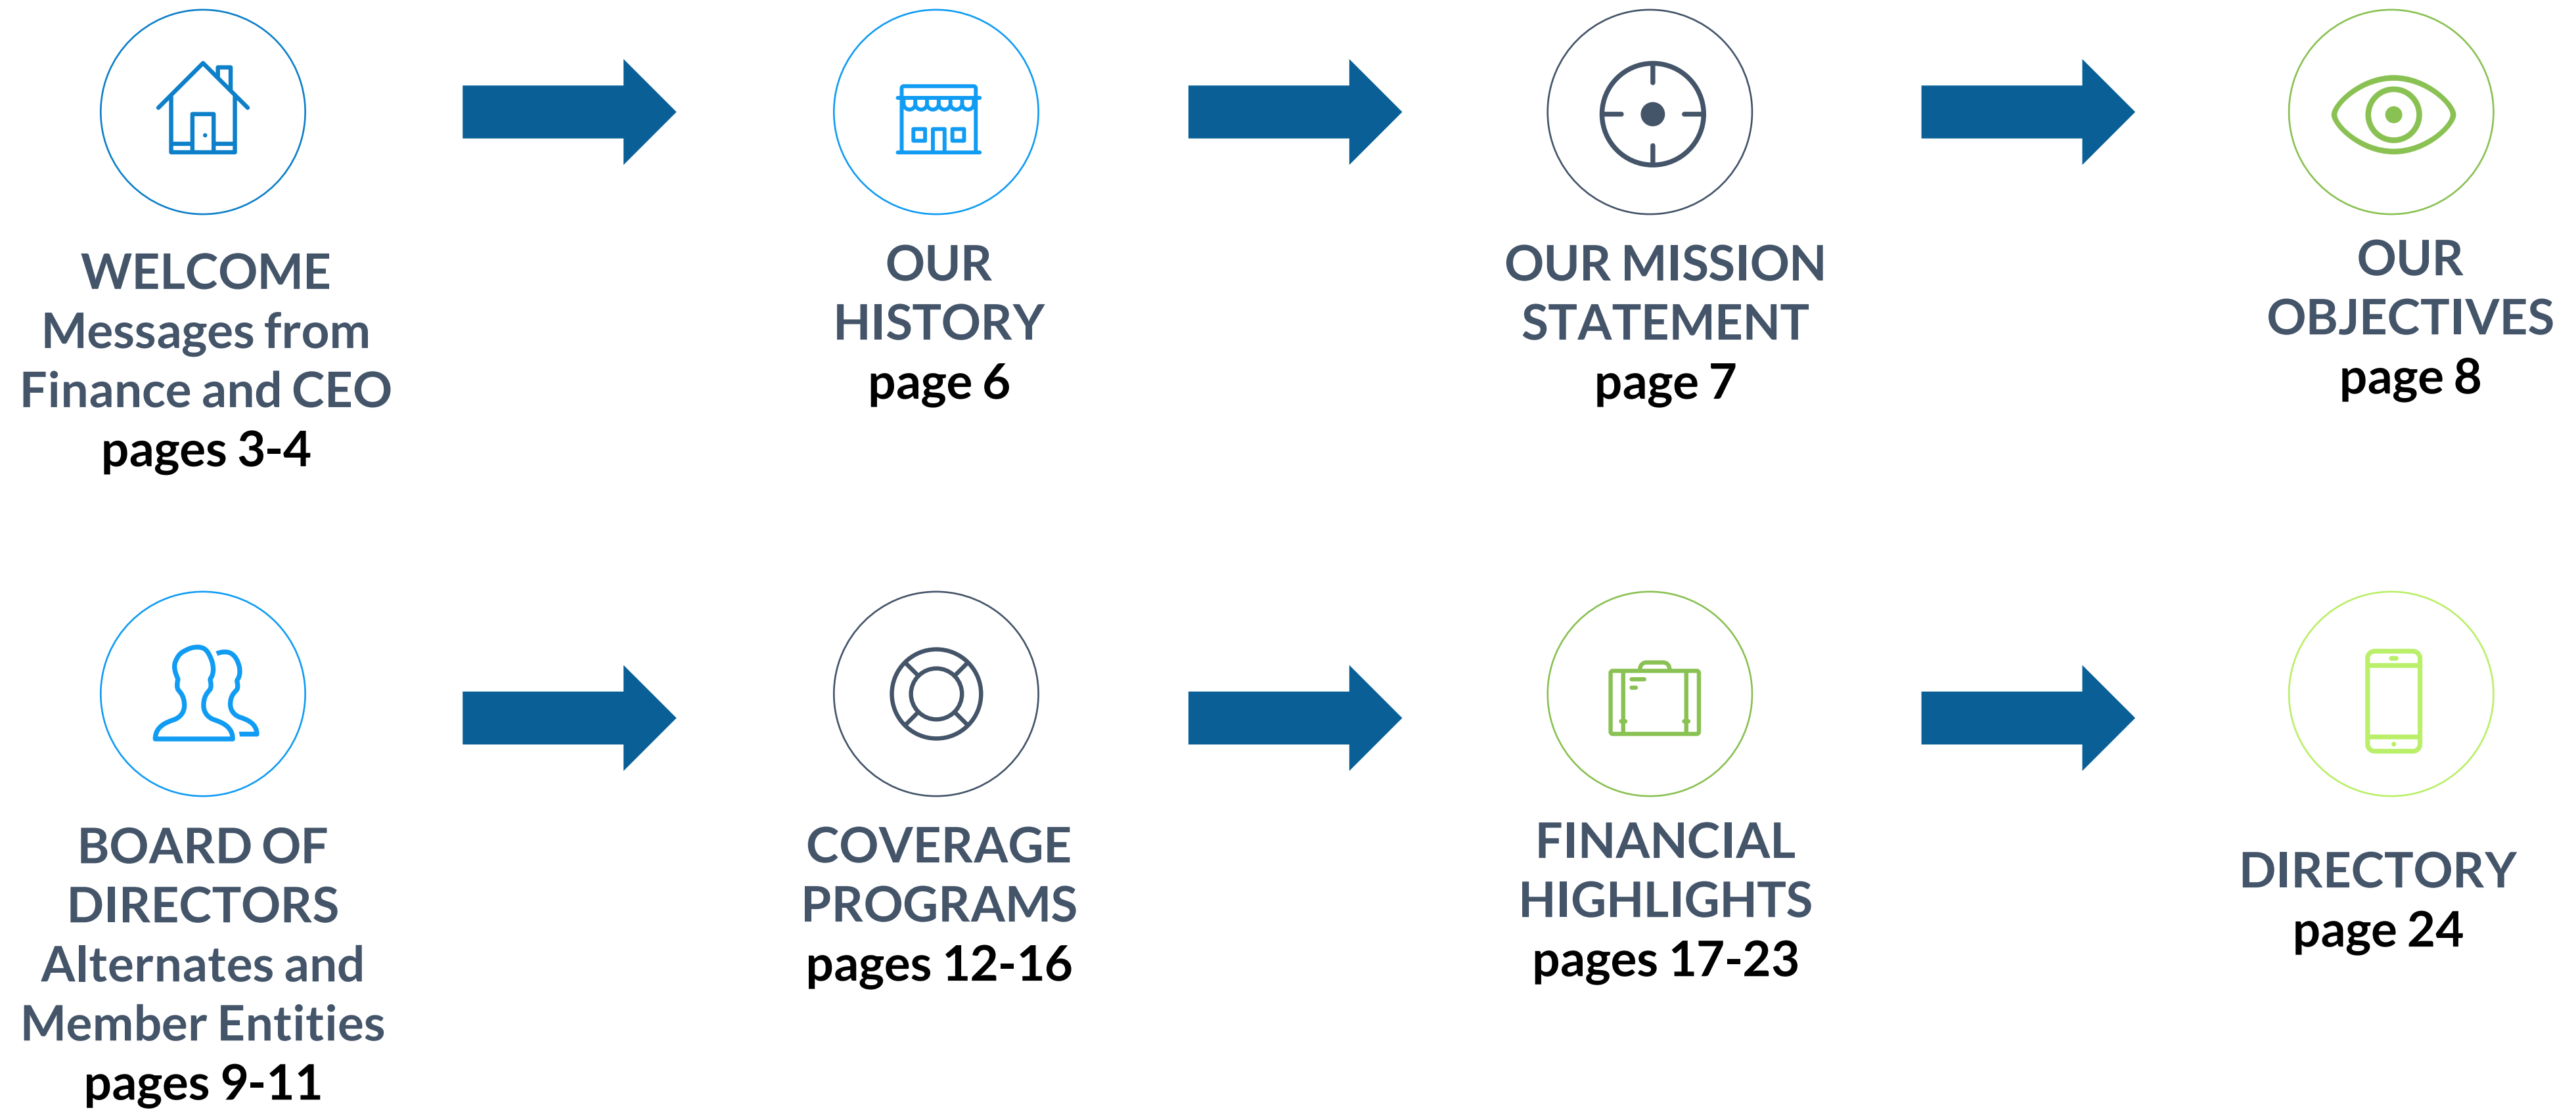 WELCOME
Messages from
Finance and CEO
pages 3-4
OUR
HISTORY
page 6
OUR MISSION
STATEMENT
page 7
OUR
OBJECTIVES
page 8
BOARD OF
DIRECTORS
Alternates and
Member Entities
pages 9-11
COVERAGE
PROGRAMS
pages 12-16
FINANCIAL
HIGHLIGHTS
pages 17-23
DIRECTORY
page 24